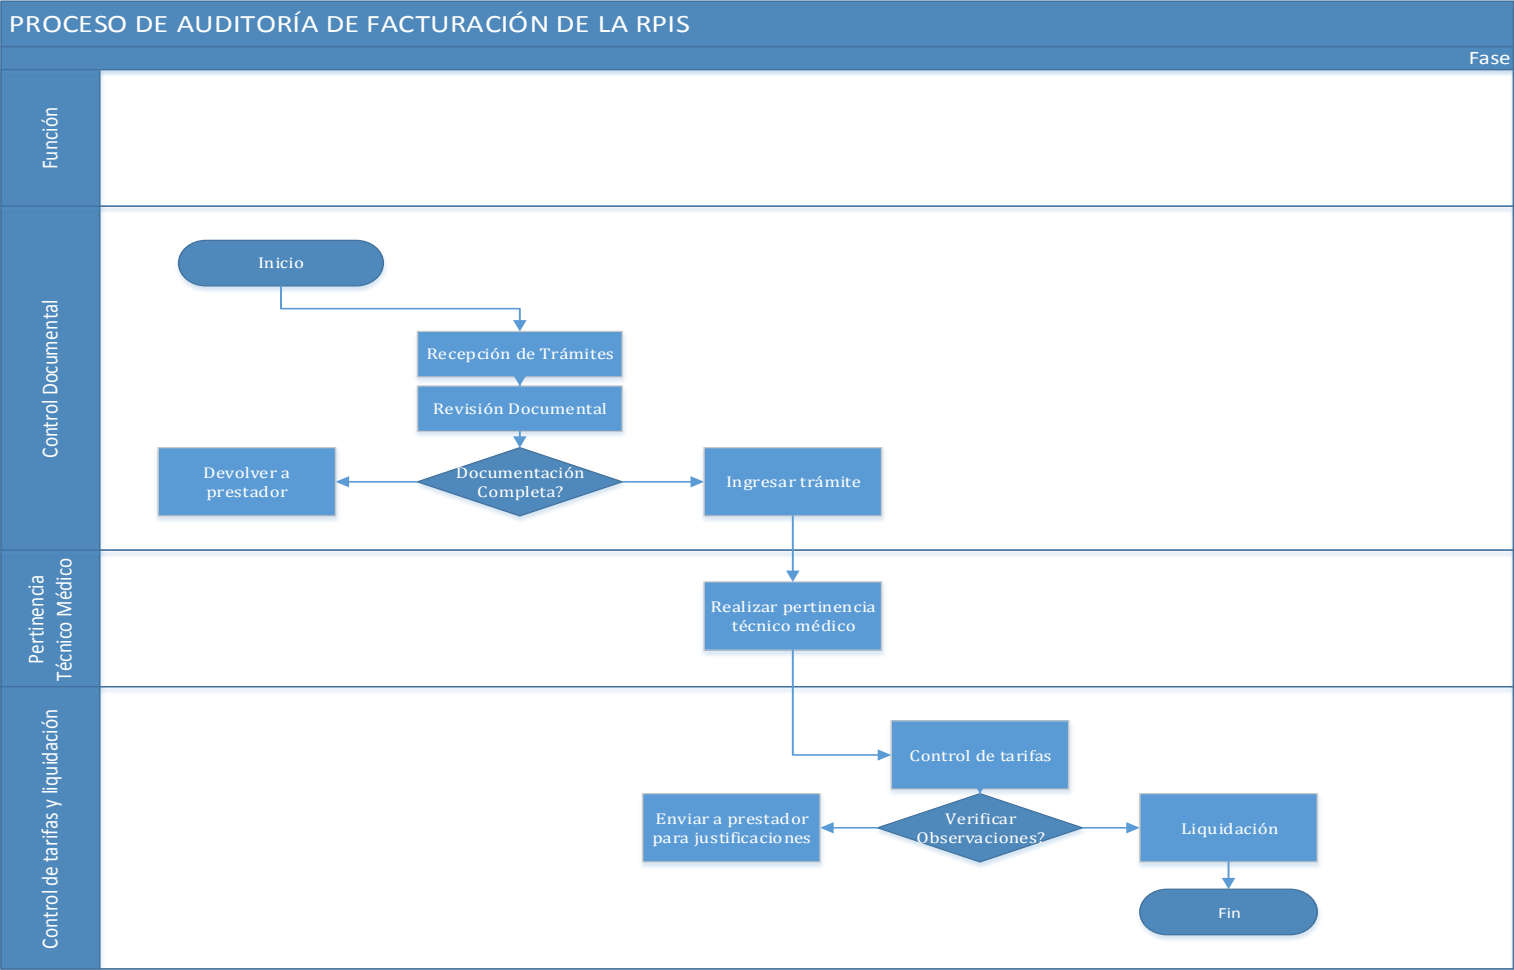 PROCESO DE AUDITORÍA DE FACTURACIÓN DE LA RPIS
Fase
Función
Control Documental
Inicio
Recepción de Trámites
Revisión Documental
Devolver a
prestador
Documentación
Completa?
Ingresar trámite
Pertinencia
Técnico Médico
Realizar pertinencia
técnico médico
Control de tarifas y liquidación
Control de tarifas
Enviar a prestador
para justificaciones
Verificar
Observaciones?
Liquidación
Fin